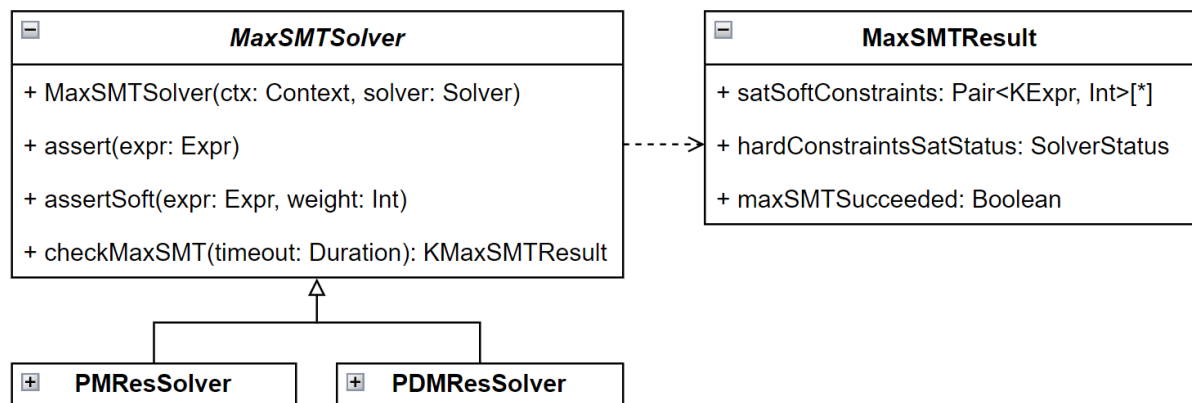 MaxSMTSolver
+ MaxSMTSolver(ctx: Context, solver: Solver)
+ assert(expr: Expr)
+ assertSoft(expr: Expr, weight: Int)
+ checkMaxSMT(timeout: Duration): KMaxSMTResult
MaxSMTResult
+ satSoftConstraints: Pair<KExpr, Int>[*]
+ hardConstraintsSatStatus: SolverStatus
+ maxSMTSucceeded: Boolean
PMResSolver
PDMResSolver